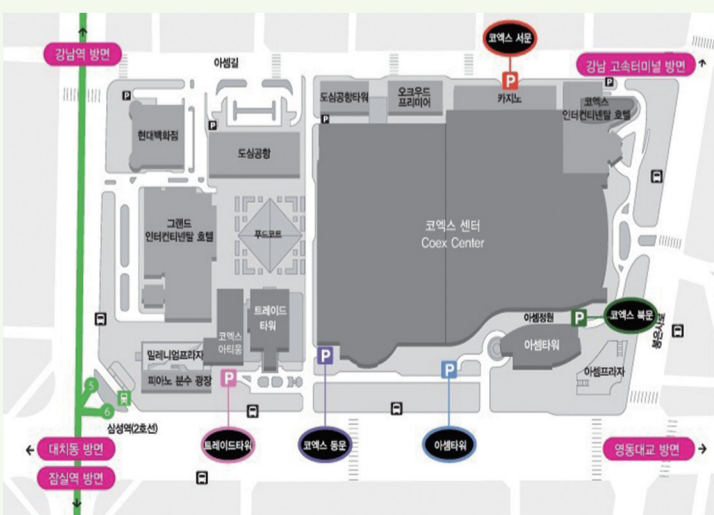 강남역 방면
아셈길
코엑스 서문
강남 고속터미널 방면
P
P
P
P
P
P
도심공항타워
오크우드
프리미어
카지노
코엑스
인터컨티넨탈 호텔
현대백화점
도심공항
그랜드
인터컨티넨탈 호텔
푸드코트
코엑스 센터
Coex Center
트레이드
타워
코엑스
아티움
밀레니엄프라자
피아노 분수 광장
아셈정원
P
코엑스 북문
봉은사로
아셈타워
아셈프라자
P
P
P
5
6
삼성역(2호선)
대치동 방면
트레이드타워
코엑스 동문
아셈타워
영동대교 방면
잠실역 방면